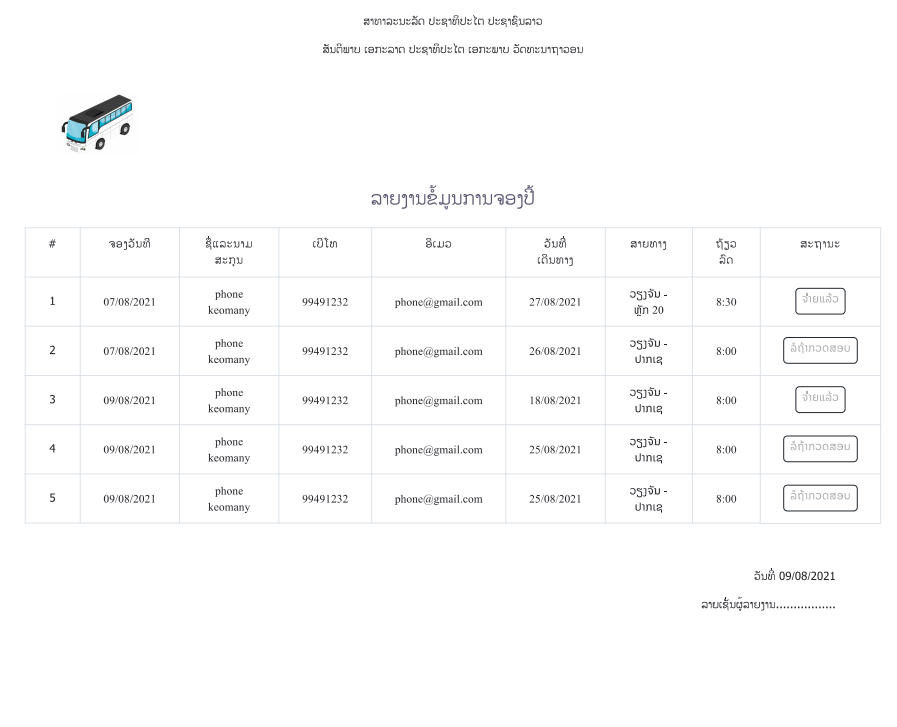 ສາທາລະນະລັດ ປະຊາທິປະໄຕ ປະຊາຊົນລາວ
ສັນຕິພາບ ເອກະລາດ ປະຊາທິປະໄຕ ເອກະພາບ ວັດທະນາຖາວອນ
ລາຍງານຂໍ້ມູນການຈອງປີ້
# ຈອງວັນທີ ຊື່ແລະນາມ ເບີໂທ ອີເມວ ວັນທີ່ ສາຍທາງ ຖ້ຽວ ສະຖານະ
ສະກຸນ ເດີນທາງ ລົດ
1 07/08/2021 phone 99491232 phone@gmail.com 27/08/2021 ວຽງຈັນ - 8:30 ຈ່າຍແລ້ວ
keomany ຫຼັກ 20
2 07/08/2021 phone 99491232 phone@gmail.com 26/08/2021 ວຽງຈັນ - 8:00 ລໍຖ້າກວດສອບ
keomany ປາກເຊ
3 09/08/2021 phone 99491232 phone@gmail.com 18/08/2021 ວຽງຈັນ - 8:00 ຈ່າຍແລ້ວ
keomany ປາກເຊ
4 09/08/2021 phone 99491232 phone@gmail.com 25/08/2021 ວຽງຈັນ - 8:00 ລໍຖ້າກວດສອບ
keomany ປາກເຊ
5 09/08/2021 phone 99491232 phone@gmail.com 25/08/2021 ວຽງຈັນ - 8:00 ລໍຖ້າກວດສອບ
keomany ປາກເຊ
ວັນທີ່ 09/08/2021
ລາຍເຊັ່ນຜູ້ລາຍງານ.................